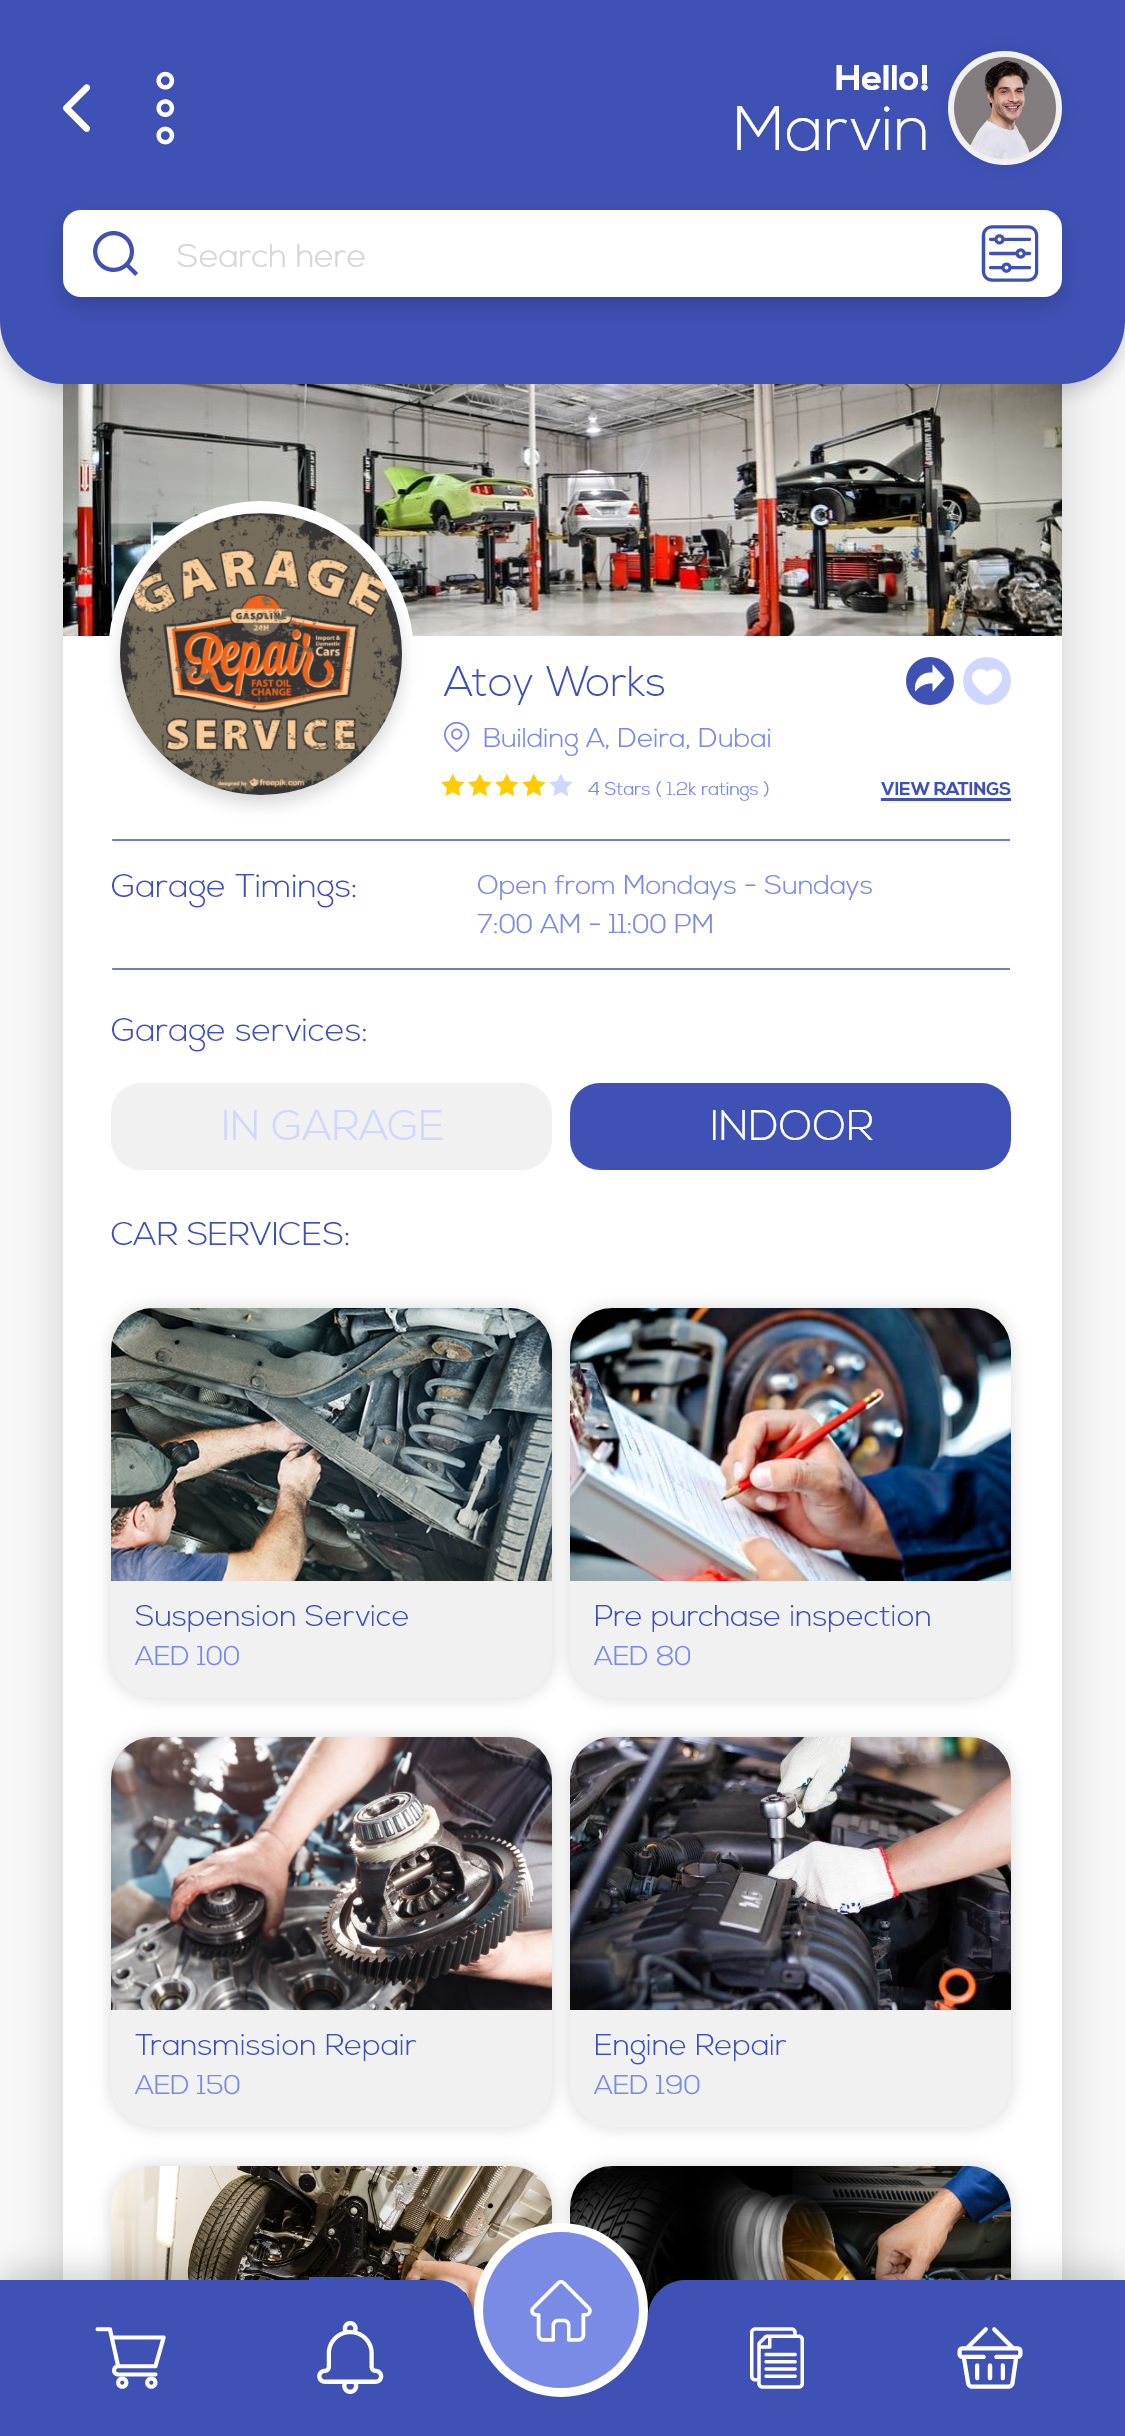 Hello!
Marvin
Search here
GARAGE
GASOLINE
24H
Repair
Import &
Domestic
Cars
FAST OIL
CHANGE
SERVICE
designed by freepik.com
Atoy Works
Building A, Deira, Dubai
4 Stars ( 1.2k ratings )
VIEW RATINGS
Garage Timings:
Open from Mondays - Sundays
7:00 AM - 11:00 PM
Garage services:
IN GARAGE
INDOOR
CAR SERVICES:
Suspension Service
Pre purchase inspection
AED 100
AED 80
Transmission Repair
Engine Repair
AED 150
AED 190